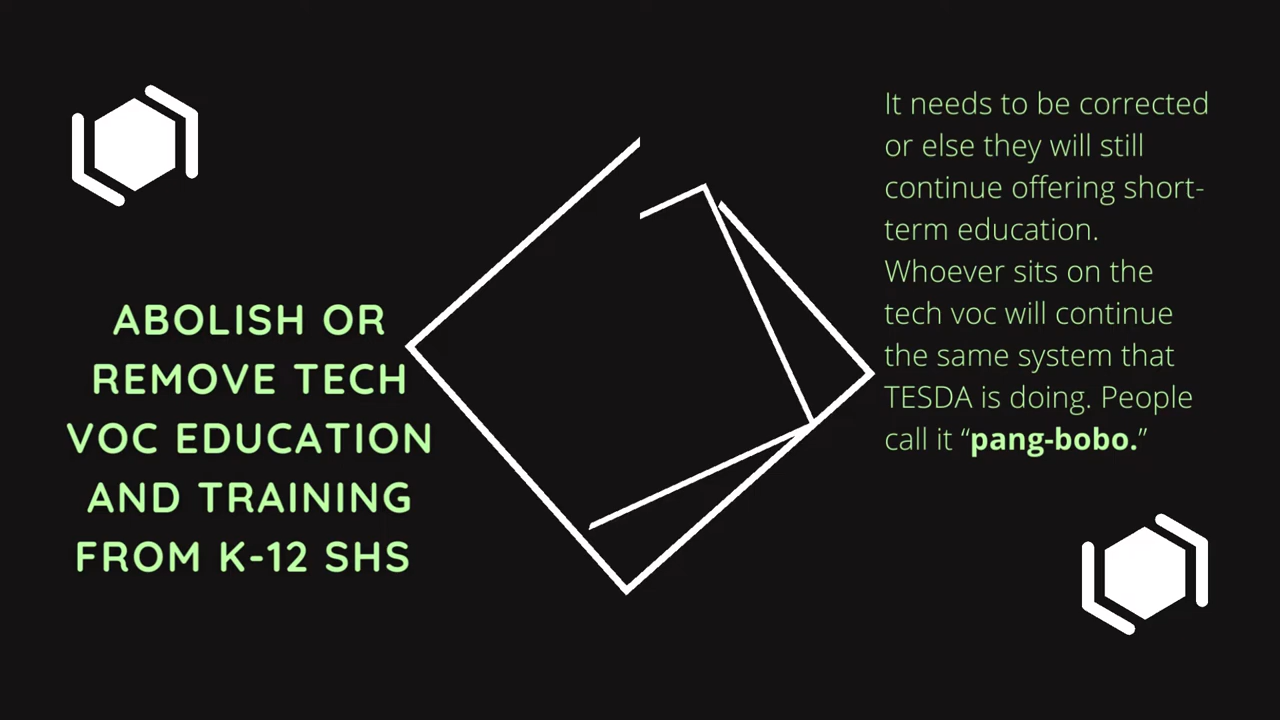 ABOLISH OR
REMOVE TECH
VOC EDUCATION
AND TRAINING
FROM K-12 SHS
It needs to be corrected
or else they will still
continue offering short-
term education.
Whoever sits on the
tech voc will continue
the same system that
TESDA is doing. People
call it “pang-bobo.”